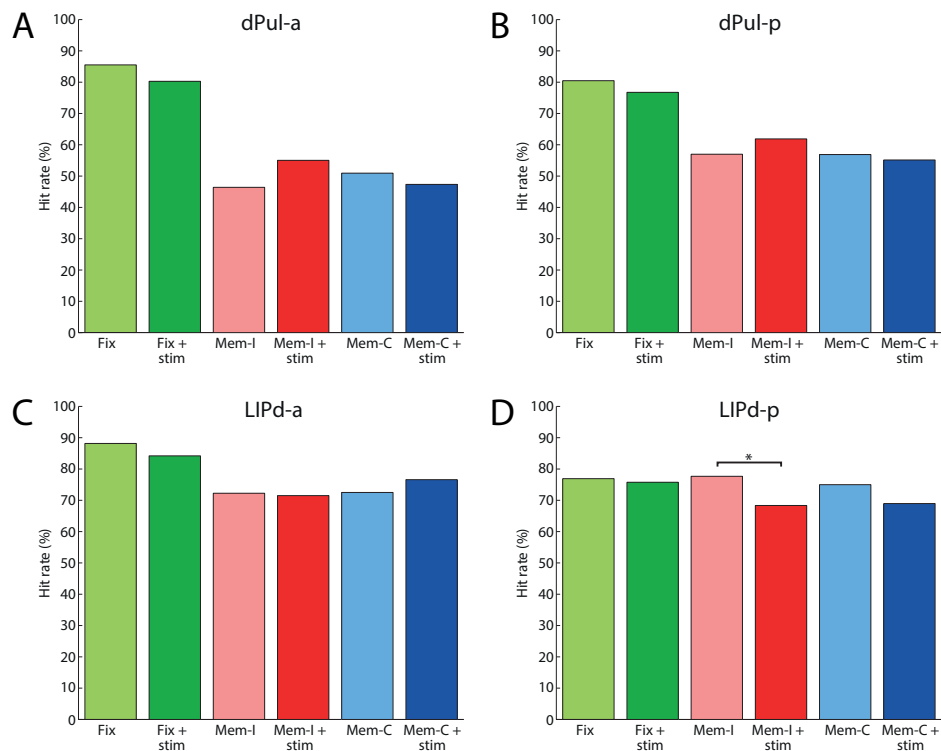 A
dPul-a
Hit rate (%)
100
90
80
70
60
50
40
30
20
10
0
Fix
Fix +
stim
Mem-I
Mem-I +
stim
Mem-C
Mem-C +
stim
B
dPul-p
Hit rate (%)
100
90
80
70
60
50
40
30
20
10
0
Fix
Fix +
stim
Mem-I
Mem-I +
stim
Mem-C
Mem-C +
stim
C
LIPd-a
Hit rate (%)
100
90
80
70
60
50
40
30
20
10
0
Fix
Fix +
stim
Mem-I
Mem-I +
stim
Mem-C
Mem-C +
stim
D
LIPd-p
Hit rate (%)
100
90
80
70
60
50
40
30
20
10
0
*
Fix
Fix +
stim
Mem-I
Mem-I +
stim
Mem-C
Mem-C +
stim